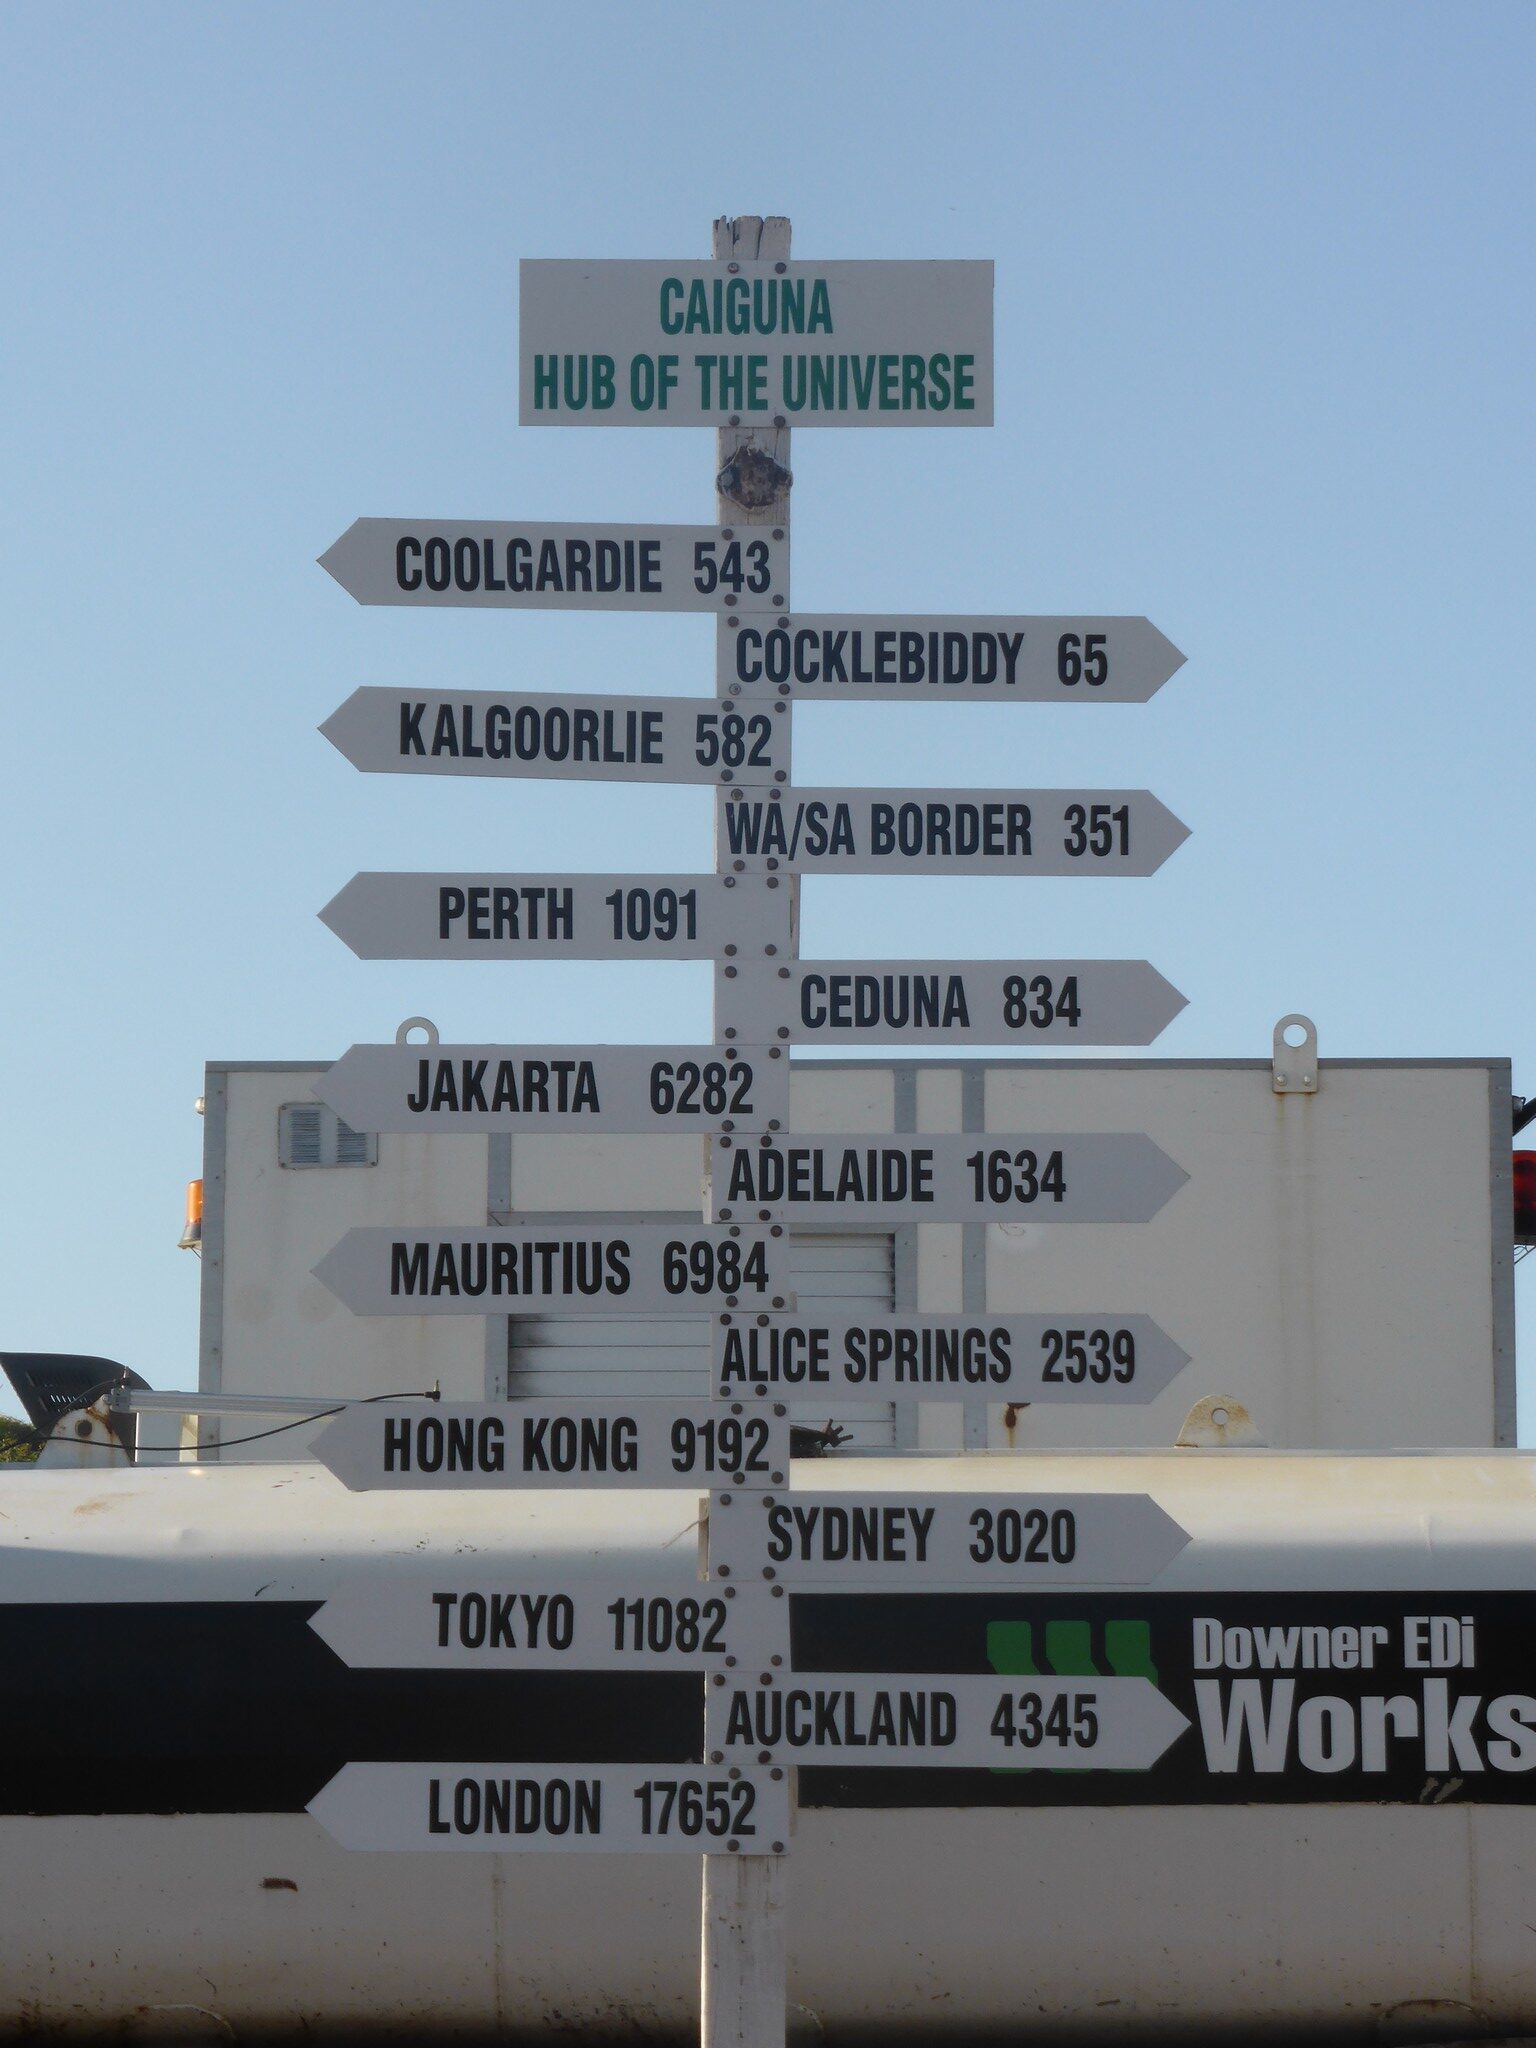 CAIGUNA
HUB OF THE UNIVERSE
COOLGARDIE 543
COCKLEBIDDY 65
KALGOORLIE 582
WA/SA BORDER 351
PERTH 1091
CEDUNA 834
JAKARTA 6282
ADELAIDE 1634
MAURITIUS 6984
ALICE SPRINGS 2539
HONG KONG 9192
SYDNEY 3020
TOKYO 11082
AUCKLAND 4345
LONDON 17652
Downer EDi
Works